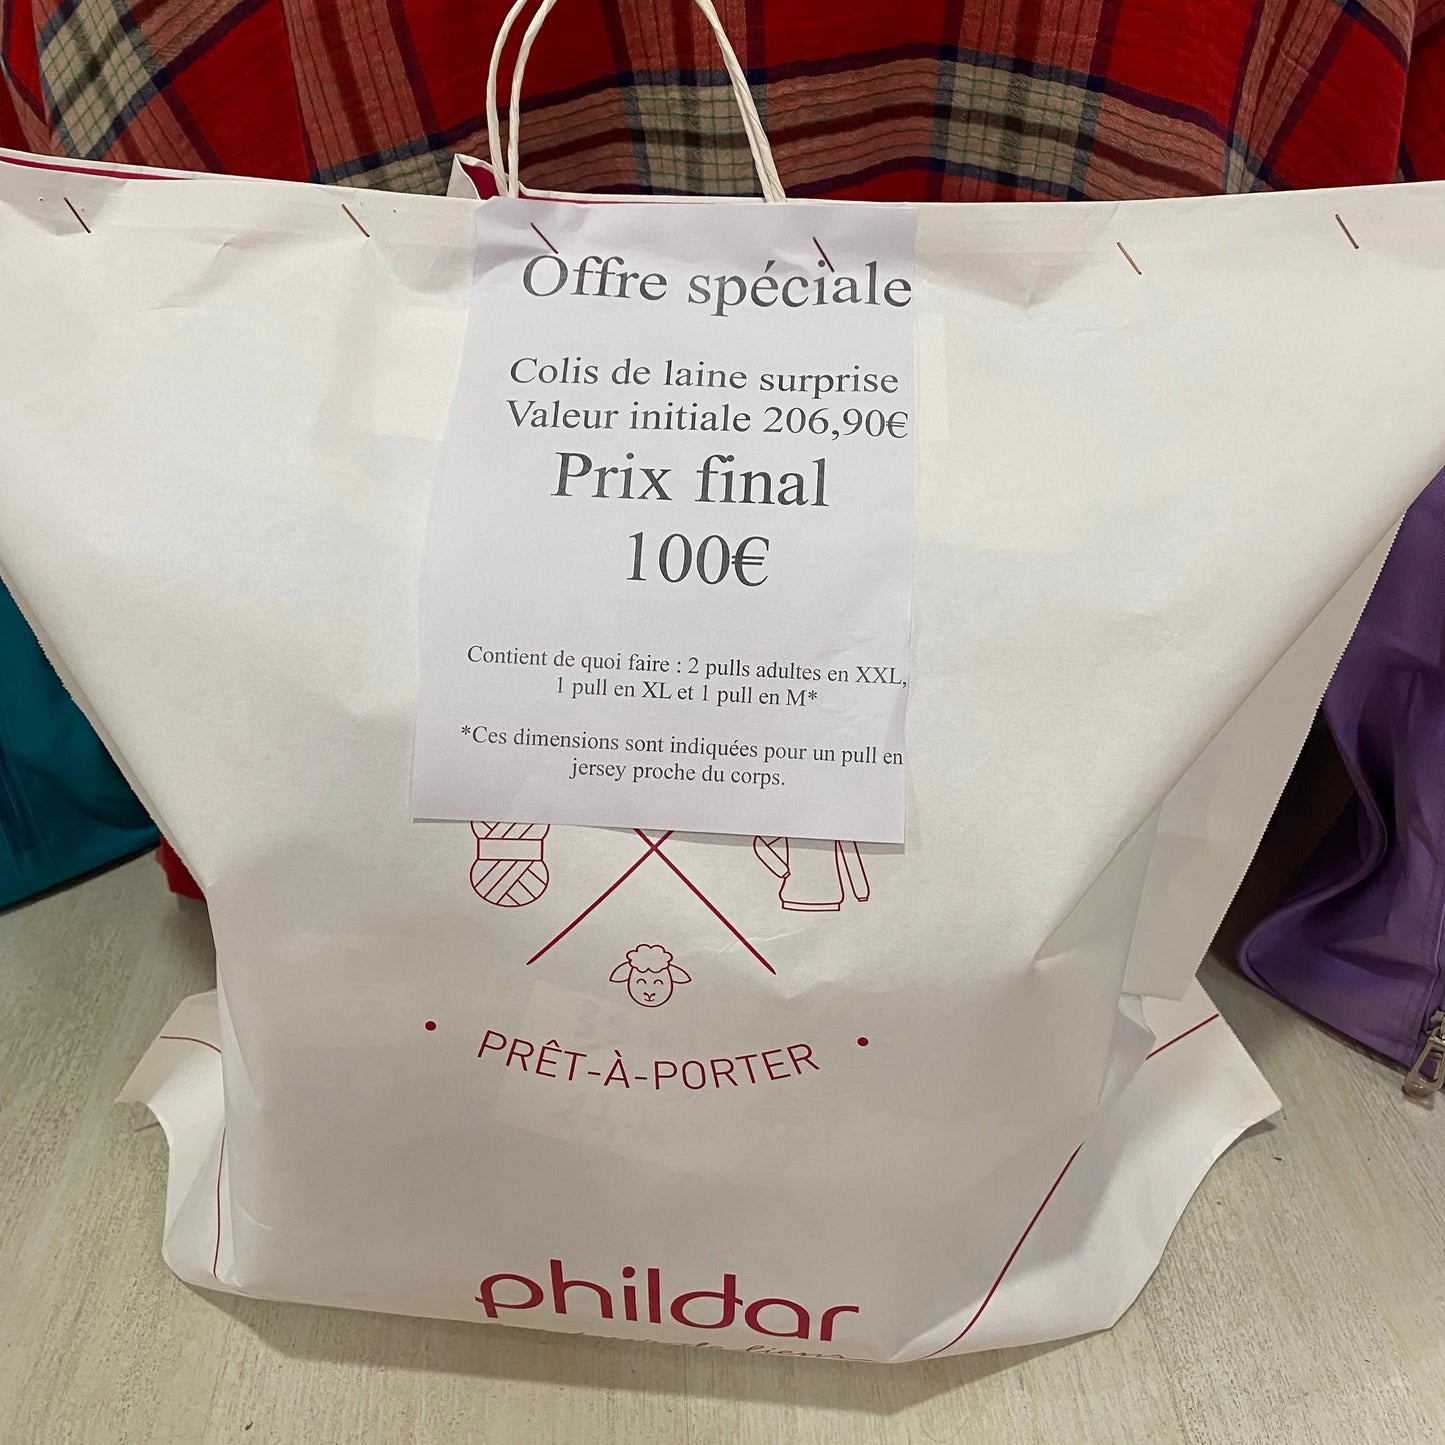 Offre spéciale
Colis de laine surprise
Valeur initiale 206,90€
Prix final
100€
Contient de quoi faire : 2 pulls adultes en XXL,
1 pull en XL et 1 pull en M*
*Ces dimensions sont indiquées pour un pull en
jersey proche du corps.
• PRÊT-À-PORTER •
phildar
liens